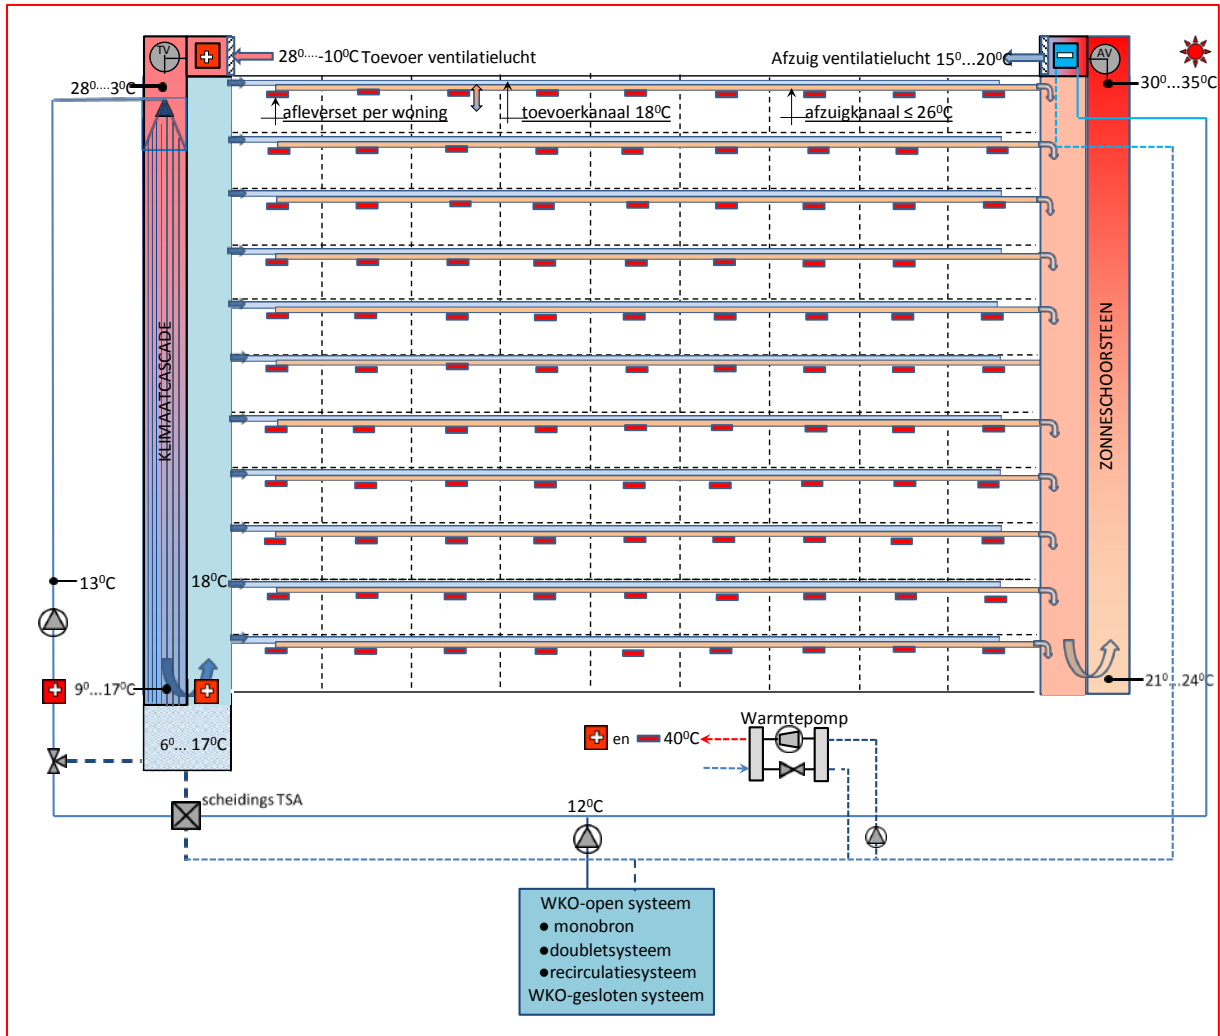 TV
28⁰....-10⁰C Toevoer ventilatielucht
Afzuig ventilatielucht 15⁰...20⁰C
AV
28⁰....3⁰C
30⁰...35⁰C
afleverset per woning
toevoerkanaal 18⁰C
afzuigkanaal ≤ 26⁰C
KLIMAATCASCADE
ZONNESCHOORSTEEN
13⁰C
18⁰C
9⁰...17⁰C
21⁰...24⁰C
6⁰... 17⁰C
Warmtepomp
en
40⁰C
scheidings TSA
12⁰C
WKO-open systeem
● monobron
●doubletsysteem
●recirculatiesysteem
WKO-gesloten systeem